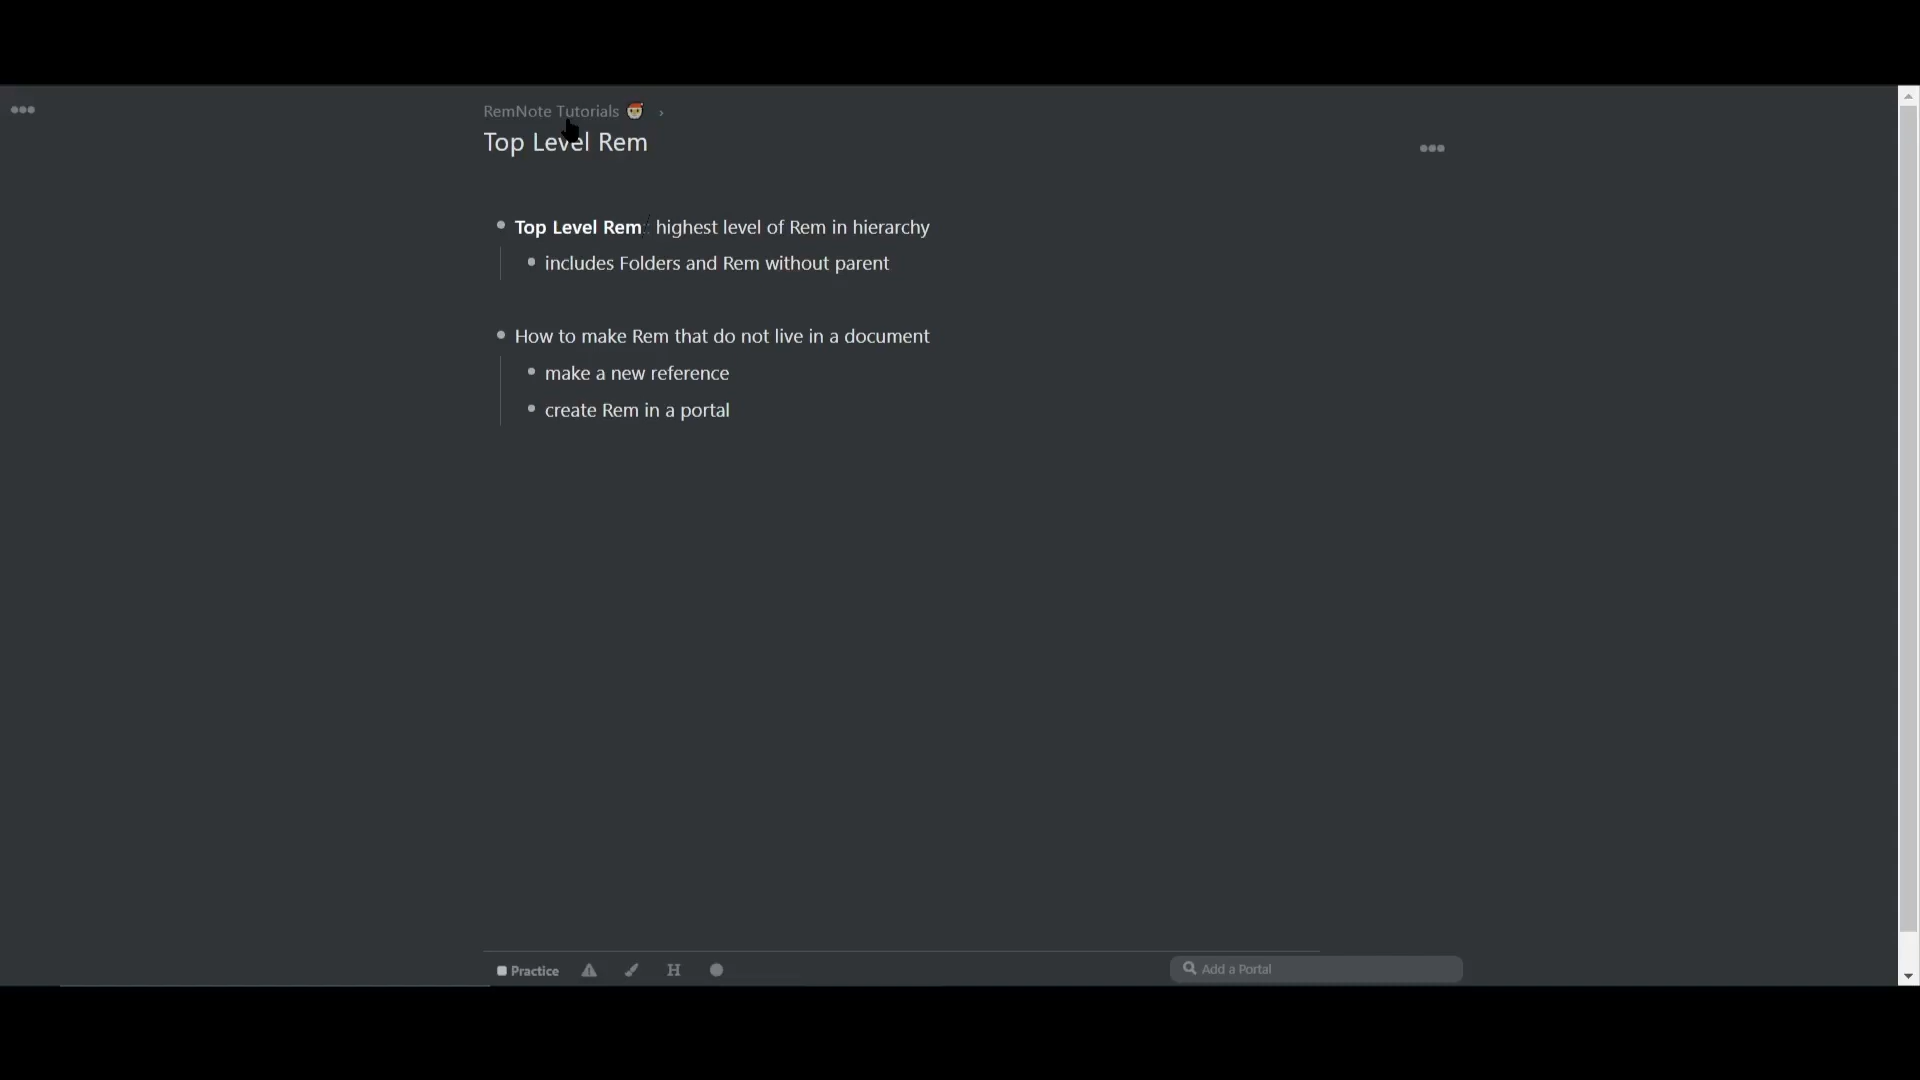 RemNote Tutorials 🎅 ›
Top Level Rem
Top Level Rem highest level of Rem in hierarchy
includes Folders and Rem without parent
How to make Rem that do not live in a document
make a new reference
create Rem in a portal
Practice H Add a Portal